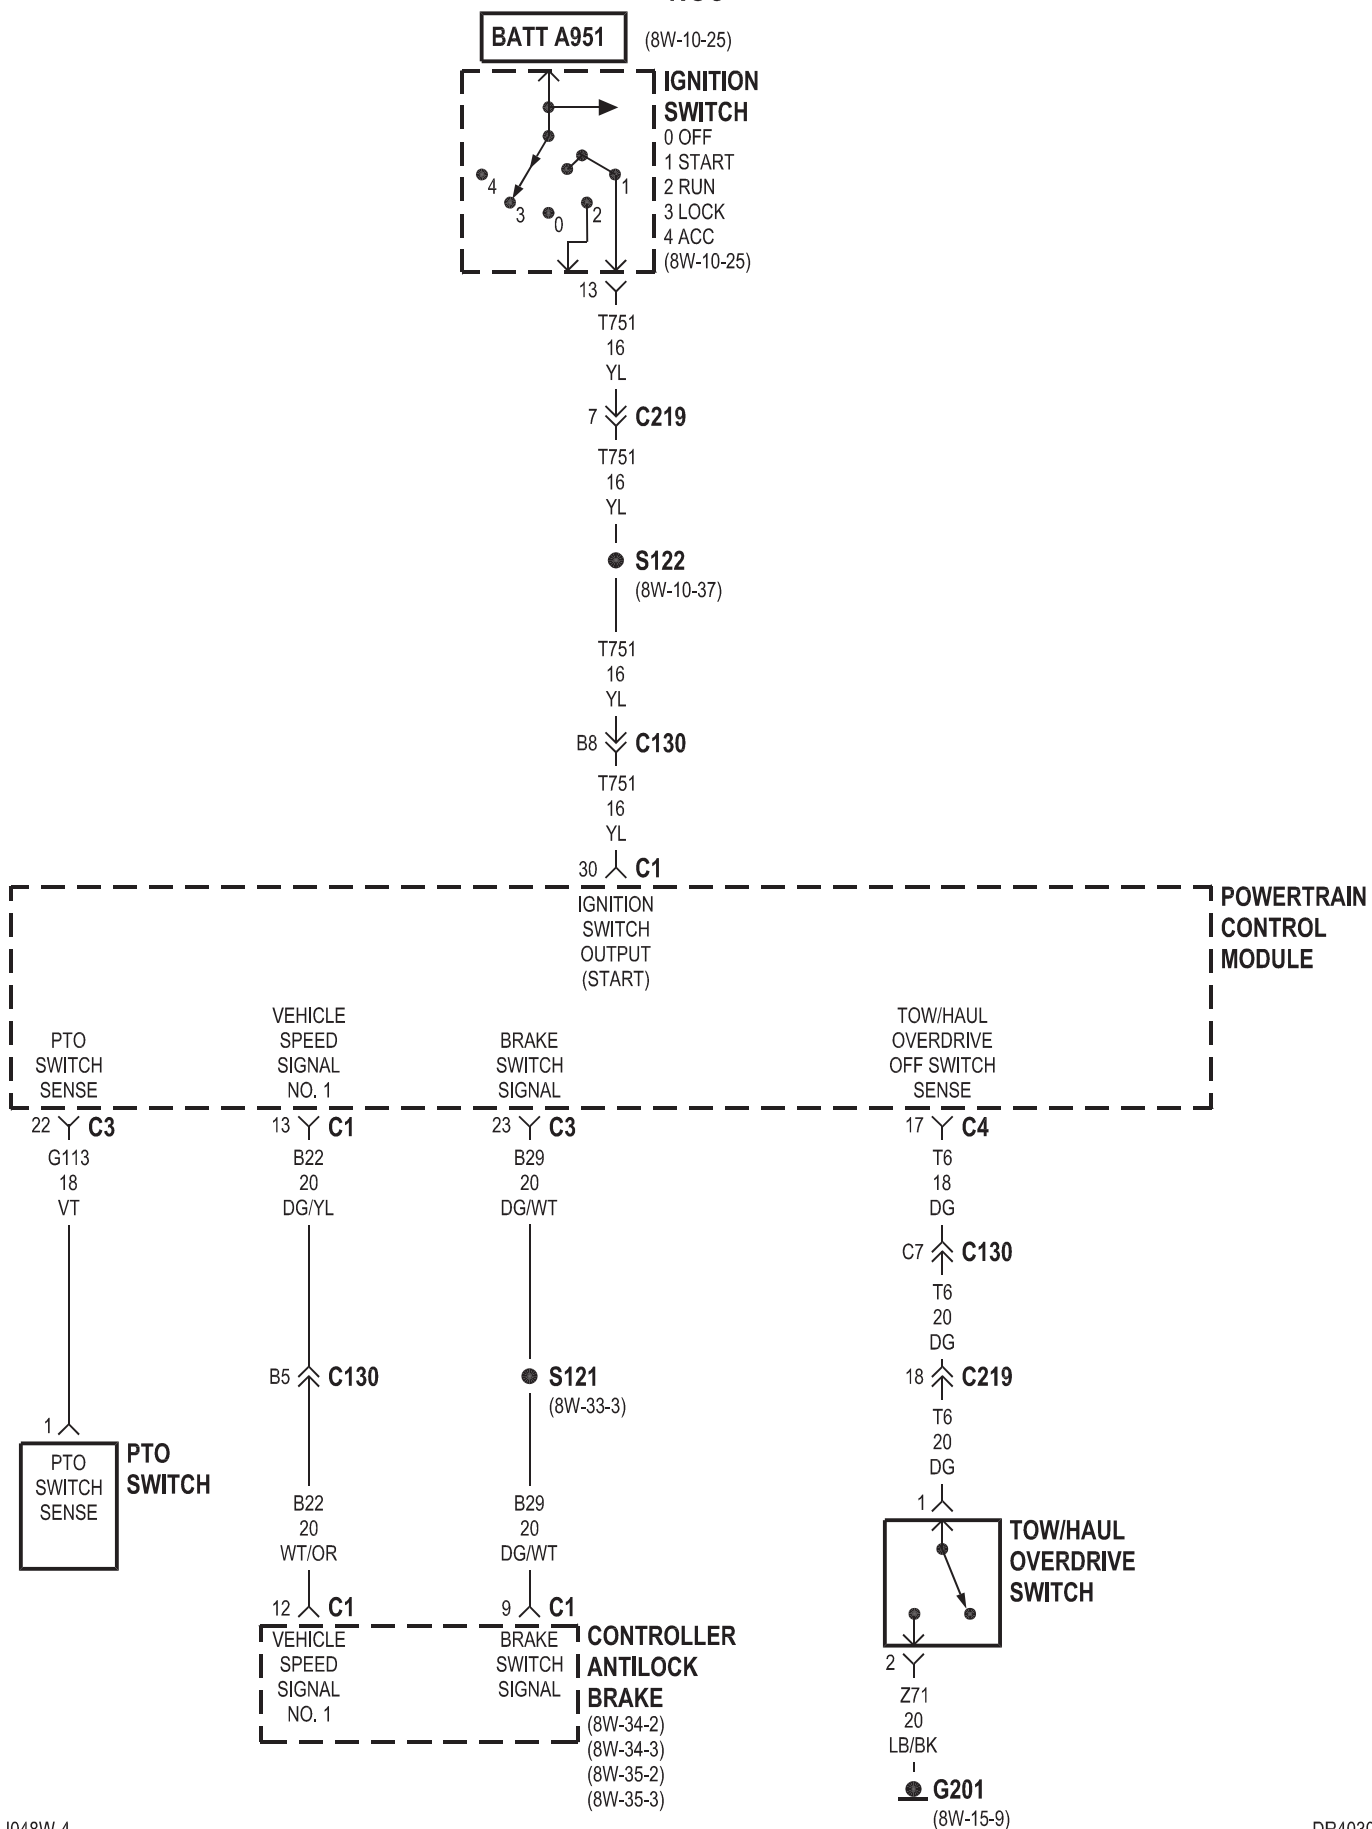 BATT A951
(8W-10-25)
IGNITION
SWITCH
0 OFF
1 START
2 RUN
3 LOCK
4 ACC
(8W-10-25)
4
3
0
2
1
13
T751
16
YL
7
C219
T751
16
YL
S122
(8W-10-37)
T751
16
YL
B8
C130
T751
16
YL
30
C1
POWERTRAIN
CONTROL
MODULE
IGNITION
SWITCH
OUTPUT
(START)
PTO
SWITCH
SENSE
VEHICLE
SPEED
SIGNAL
NO. 1
BRAKE
SWITCH
SIGNAL
TOW/HAUL
OVERDRIVE
OFF SWITCH
SENSE
22
C3
G113
18
VT
1
PTO
SWITCH
SENSE
PTO
SWITCH
13
C1
B22
20
DG/YL
B5
C130
B22
20
WT/OR
12
C1
VEHICLE
SPEED
SIGNAL
NO. 1
23
C3
B29
20
DG/WT
S121
(8W-33-3)
B29
20
DG/WT
9
C1
BRAKE
SWITCH
SIGNAL
CONTROLLER
ANTILOCK
BRAKE
(8W-34-2)
(8W-34-3)
(8W-35-2)
(8W-35-3)
17
C4
T6
18
DG
C7
C130
T6
20
DG
18
C219
T6
20
DG
1
TOW/HAUL
OVERDRIVE
SWITCH
2
Z71
20
LB/BK
G201
(8W-15-9)